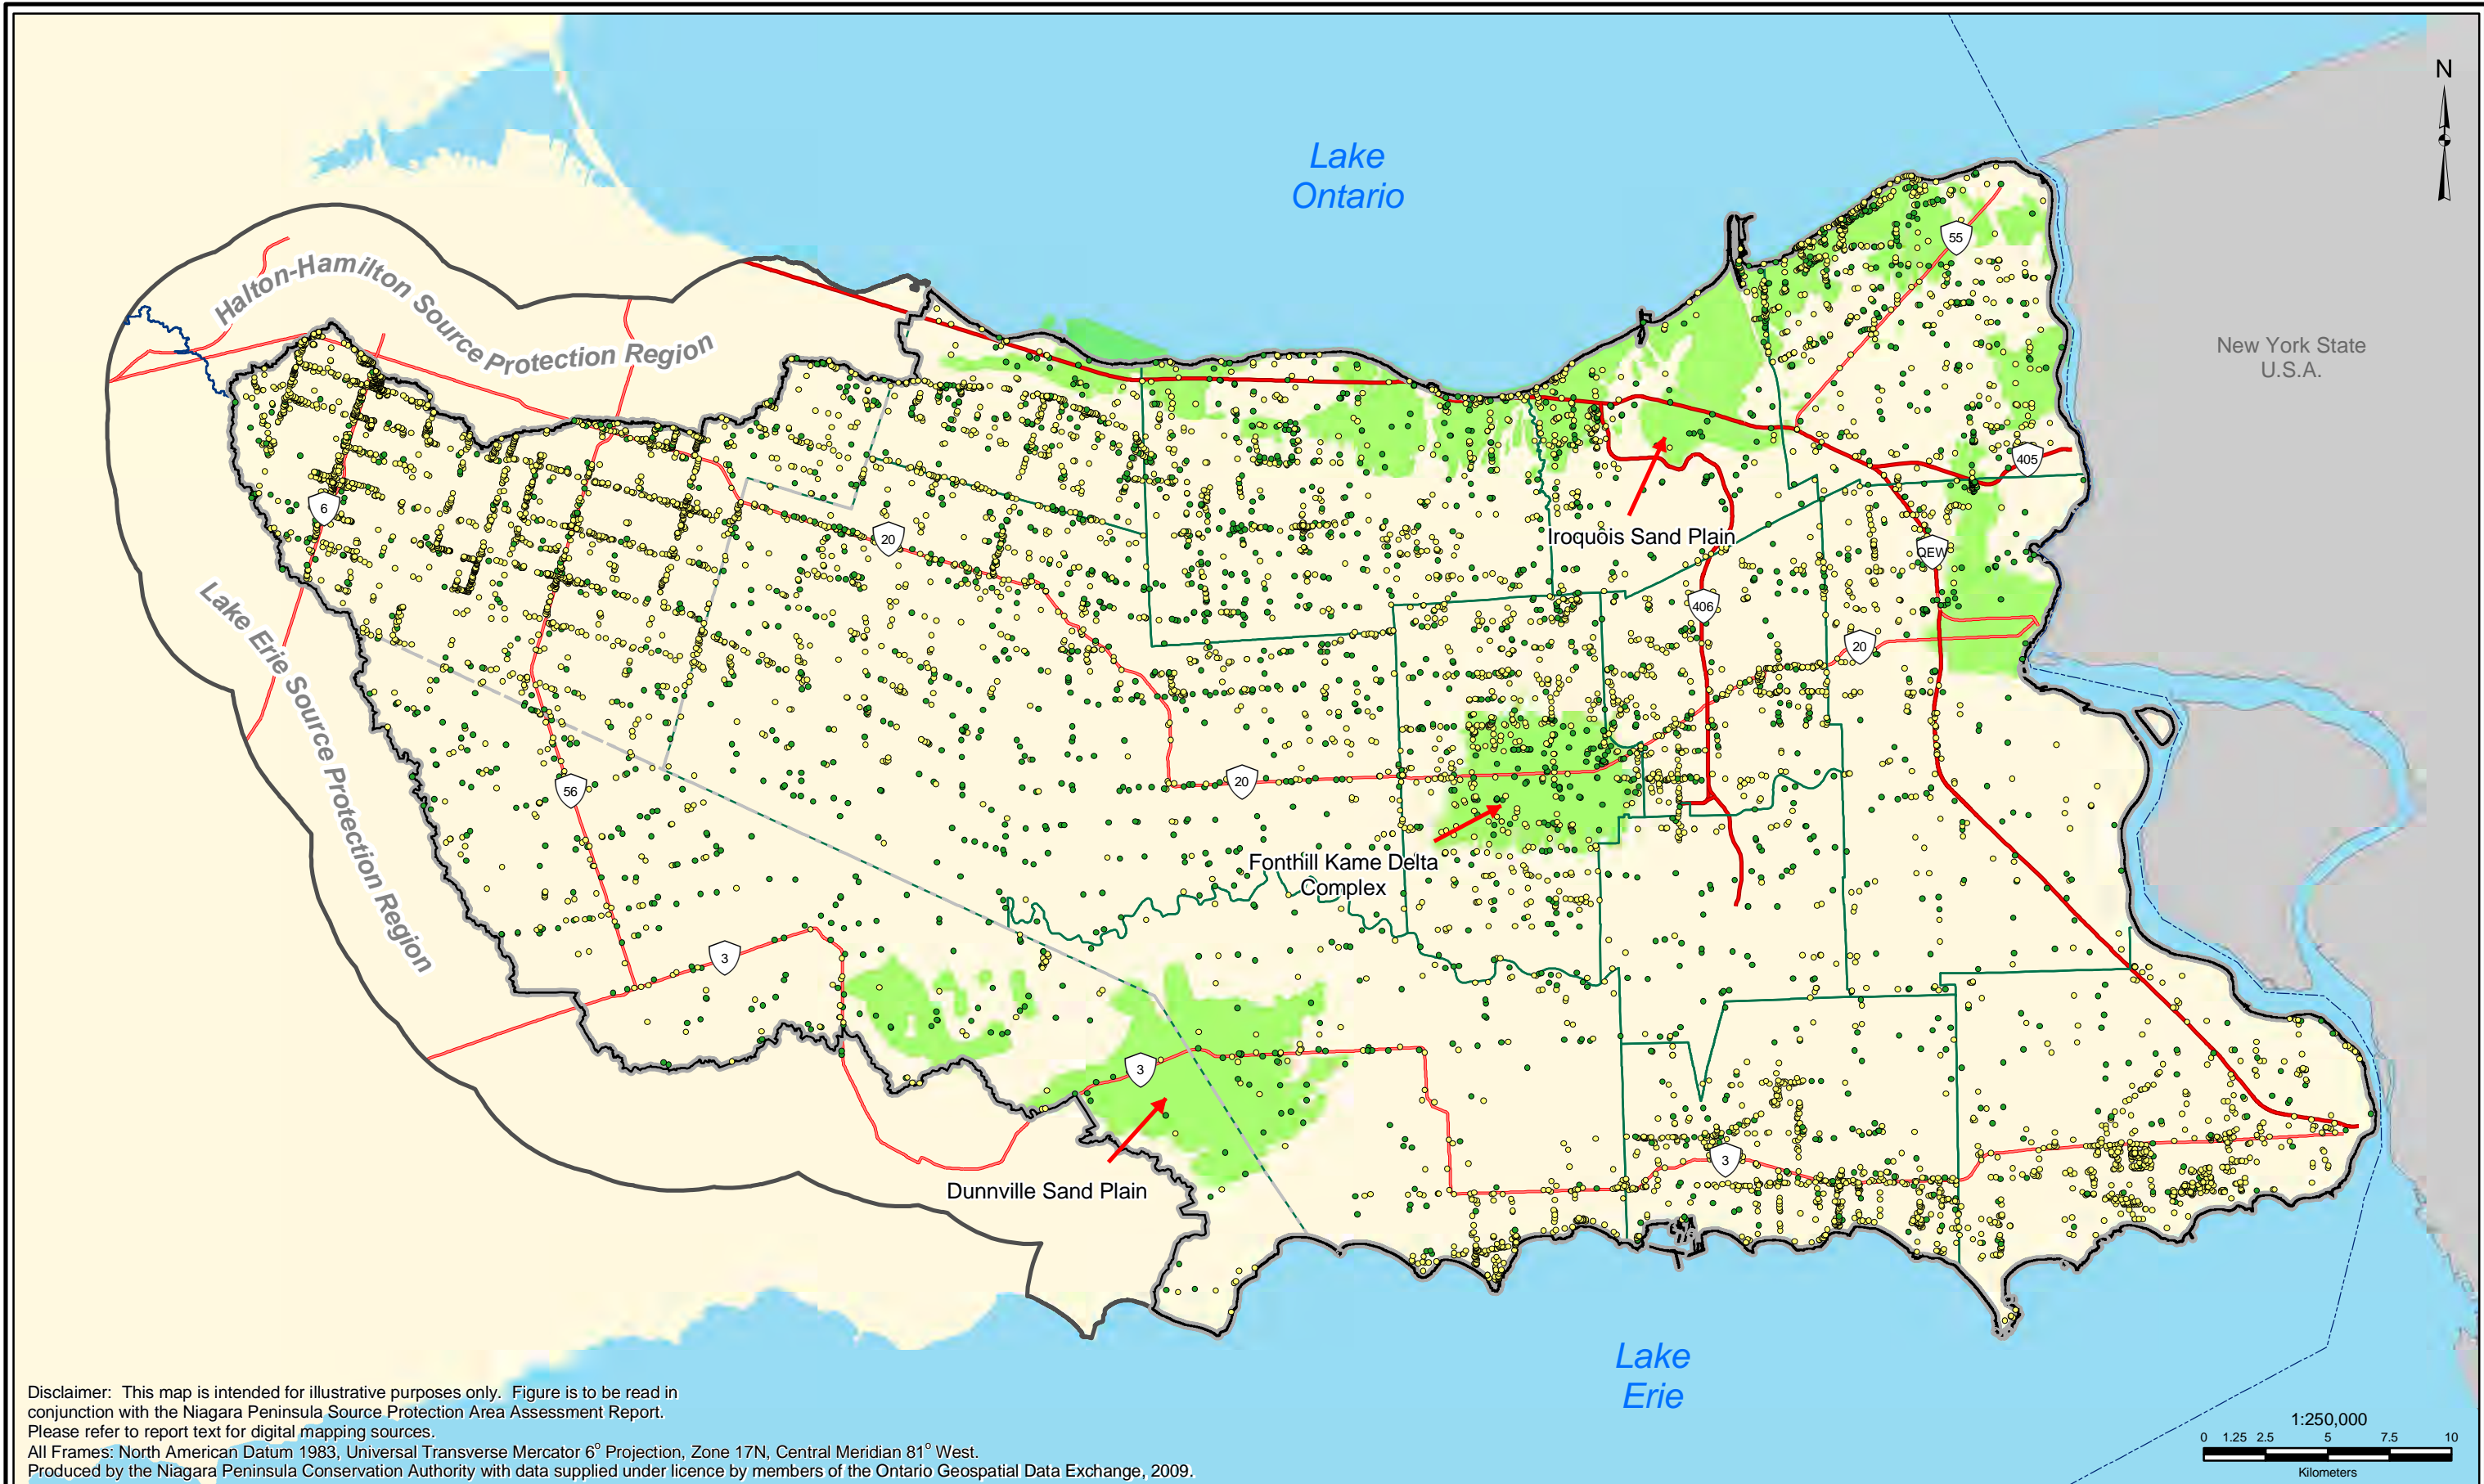 N
Lake
Ontario
55
Halton-Hamilton Source Protection Region
New York State
U.S.A.
405
6
20
Iroquois Sand Plain
QEW
406
20
Lake Erie Source Protection Region
56
20
Fonthill Kame Delta
Complex
3
3
3
Dunnville Sand Plain
Lake
Erie
Disclaimer: This map is intended for illustrative purposes only. Figure is to be read in
conjunction with the Niagara Peninsula Source Protection Area Assessment Report.
Please refer to report text for digital mapping sources.
All Frames: North American Datum 1983, Universal Transverse Mercator 6° Projection, Zone 17N, Central Meridian 81° West.
Produced by the Niagara Peninsula Conservation Authority with data supplied under licence by members of the Ontario Geospatial Data Exchange, 2009.
1:250,000
0 1.25 2.5 5 7.5 10
Kilometers